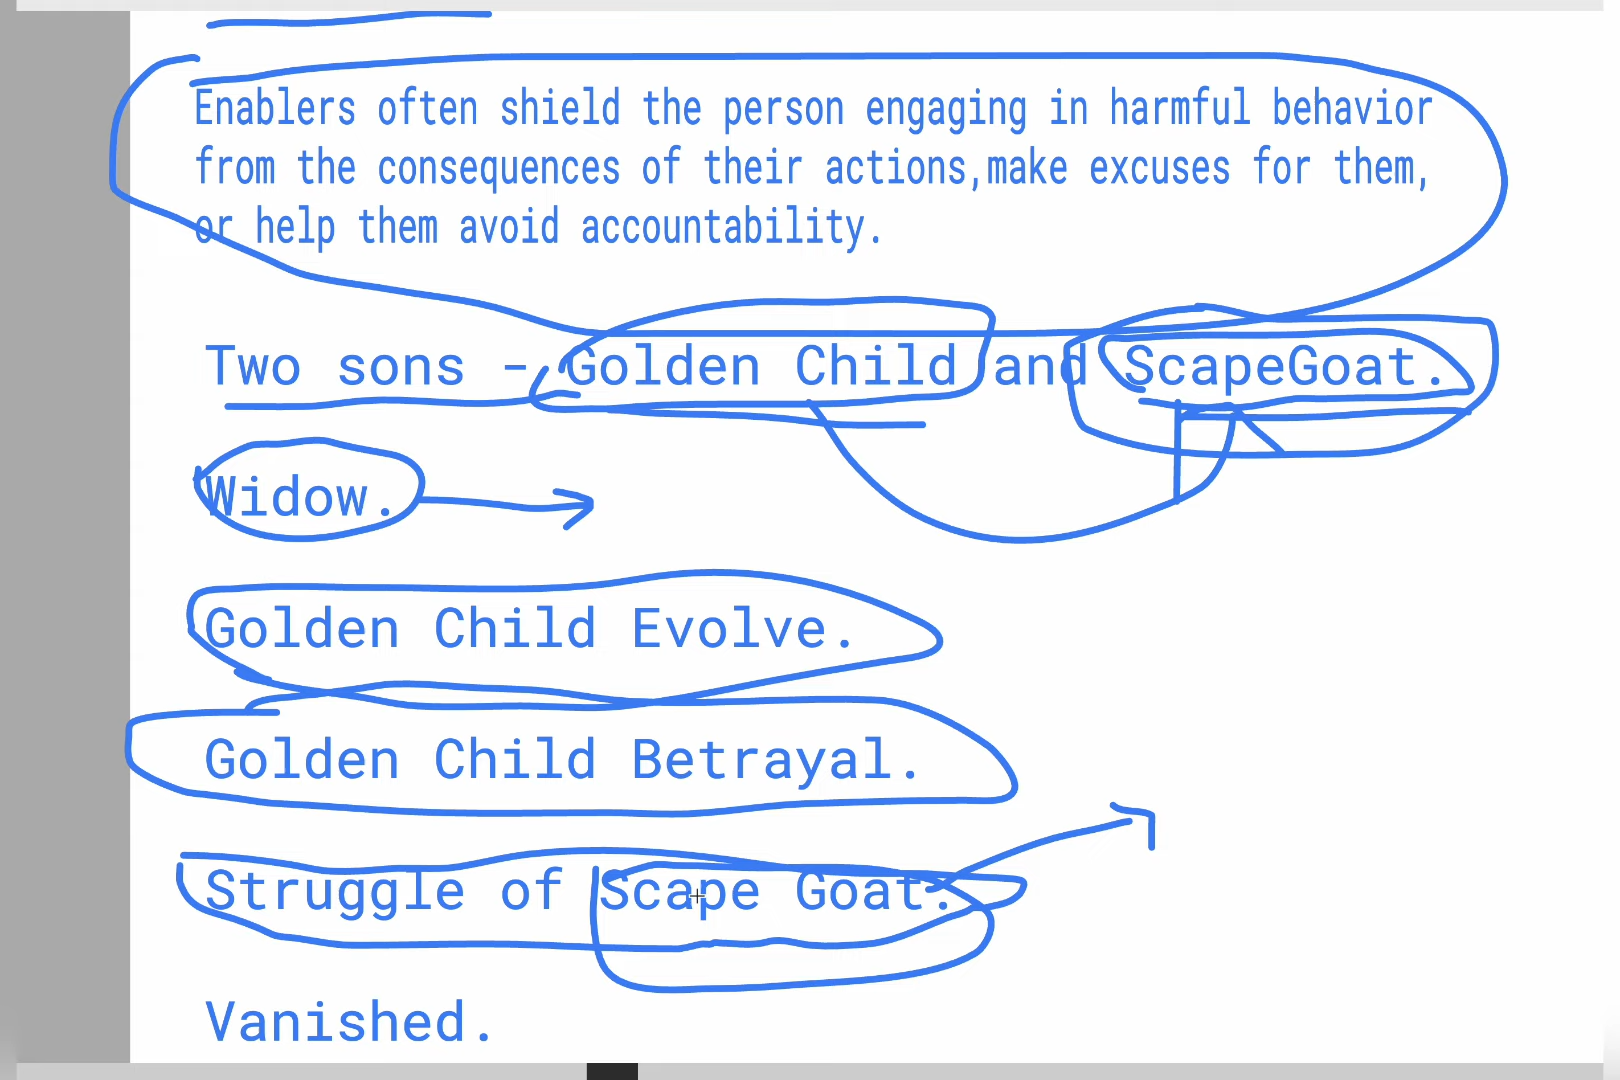 Enablers often shield the person engaging in harmful behavior
from the consequences of their actions,make excuses for them,
or help them avoid accountability.
Two sons - Golden Child and ScapeGoat.
Widow.
Golden Child Evolve.
Golden Child Betrayal.
Struggle of Scape Goat.
Vanished.